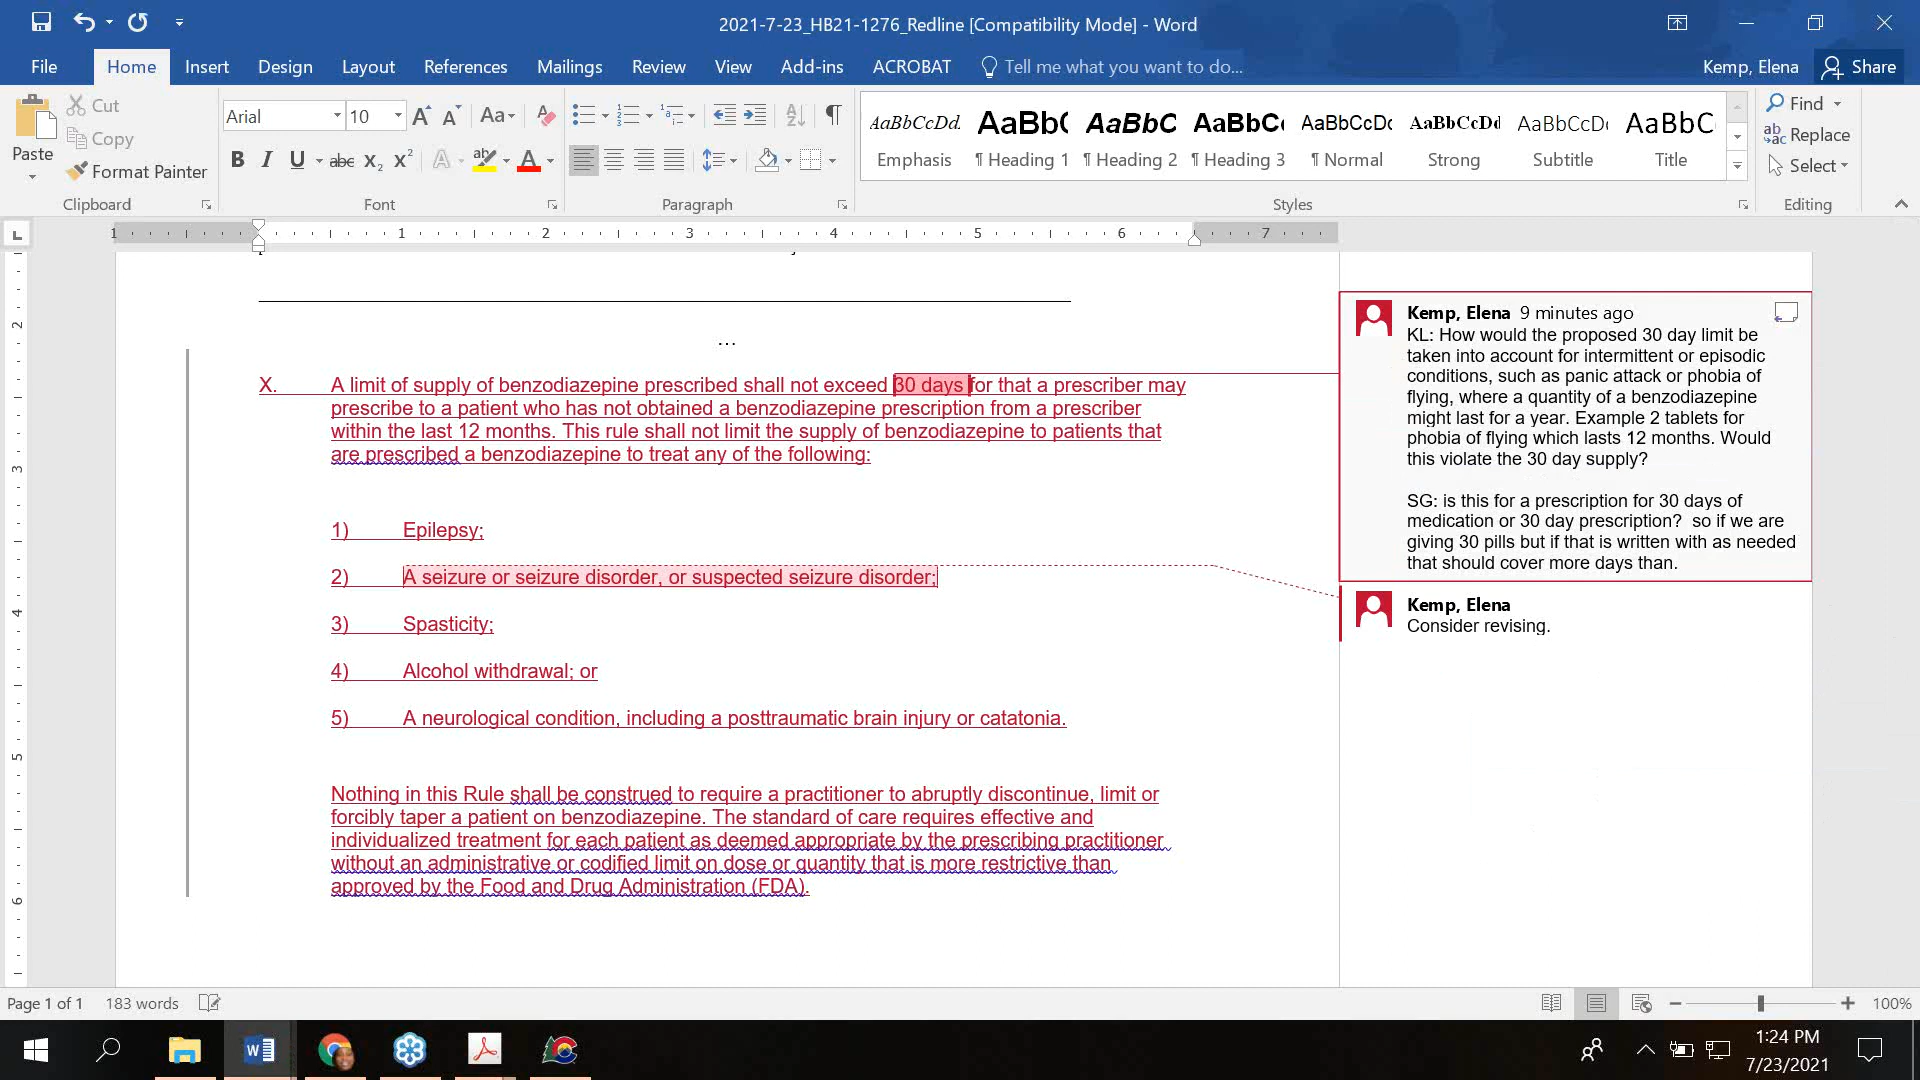 2021-7-23_HB21-1276_Redline [Compatibility Mode] - Word
File Home Insert Design Layout References Mailings Review View Add-ins ACROBAT Tell me what you want to do... Kemp, Elena Share
Paste
Cut
Copy
Format Painter
Clipboard
Arial 10
Font
Paragraph
AaBbCcDd. AaBb( AaBbC AaBbC( AaBbCcDc AaBbCcDd AaBbCcD( AaBbC
Emphasis ¶ Heading 1 ¶ Heading 2 ¶ Heading 3 ¶ Normal Strong Subtitle Title
Styles
Find
Replace
Select
Editing
1 1 2 3 4 5 6 7
...
X. A limit of supply of benzodiazepine prescribed shall not exceed 30 days for that a prescriber may
prescribe to a patient who has not obtained a benzodiazepine prescription from a prescriber
within the last 12 months. This rule shall not limit the supply of benzodiazepine to patients that
are prescribed a benzodiazepine to treat any of the following:
1) Epilepsy;
2) A seizure or seizure disorder, or suspected seizure disorder;
3) Spasticity;
4) Alcohol withdrawal; or
5) A neurological condition, including a posttraumatic brain injury or catatonia.
Nothing in this Rule shall be construed to require a practitioner to abruptly discontinue, limit or
forcibly taper a patient on benzodiazepine. The standard of care requires effective and
individualized treatment for each patient as deemed appropriate by the prescribing practitioner
without an administrative or codified limit on dose or quantity that is more restrictive than
approved by the Food and Drug Administration (FDA).
Kemp, Elena 9 minutes ago
KL: How would the proposed 30 day limit be
taken into account for intermittent or episodic
conditions, such as panic attack or phobia of
flying, where a quantity of a benzodiazepine
might last for a year. Example 2 tablets for
phobia of flying which lasts 12 months. Would
this violate the 30 day supply?
SG: is this for a prescription for 30 days of
medication or 30 day prescription? so if we are
giving 30 pills but if that is written with as needed
that should cover more days than.
Kemp, Elena
Consider revising.
2
3
4
5
6
Page 1 of 1 183 words 100%
1:24 PM
7/23/2021